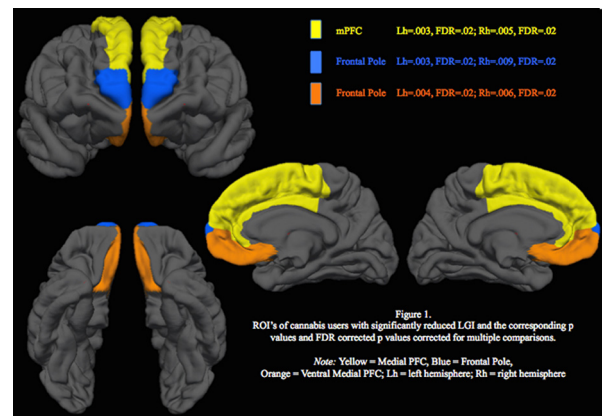 mPFC Lh=.003, FDR=.02; Rh=.005, FDR=.02
Frontal Pole Lh=.003, FDR=.02; Rh=.009, FDR=.02
Frontal Pole Lh=.004, FDR=.02; Rh=.006, FDR=.02
Figure 1.
ROI's of cannabis users with significantly reduced LGI and the corresponding p
values and FDR corrected p values corrected for multiple comparisons.
Note: Yellow = Medial PFC, Blue = Frontal Pole,
Orange = Ventral Medial PFC; Lh = left hemisphere; Rh = right hemisphere